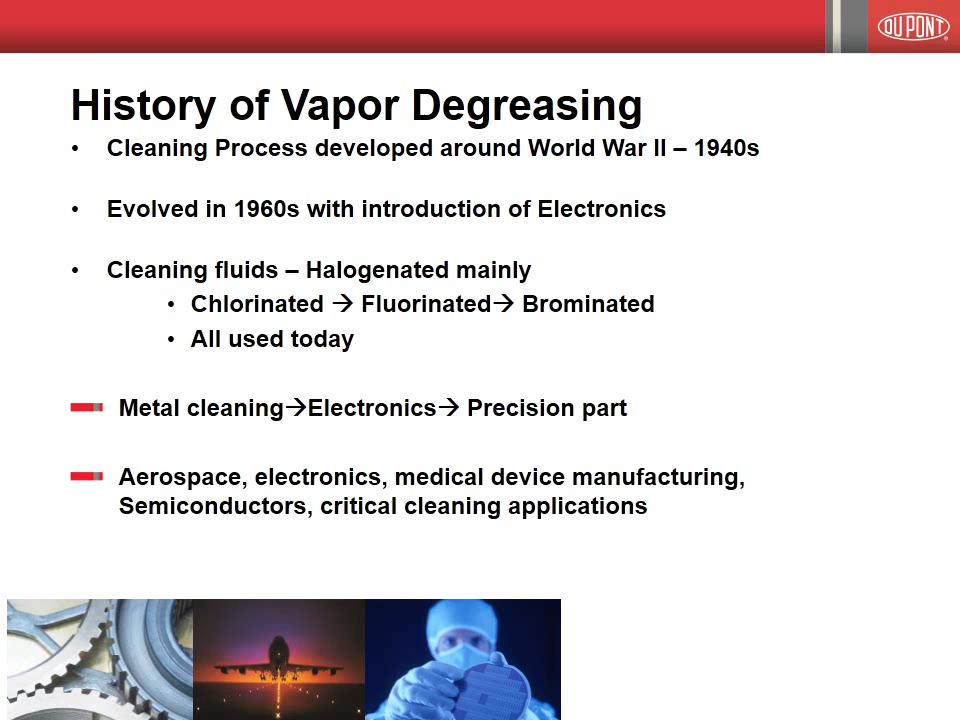 DUPONT
History of Vapor Degreasing
• Cleaning Process developed around World War II – 1940s
• Evolved in 1960s with introduction of Electronics
• Cleaning fluids – Halogenated mainly
• Chlorinated → Fluorinated→ Brominated
• All used today
Metal cleaning→Electronics→ Precision part
Aerospace, electronics, medical device manufacturing,
Semiconductors, critical cleaning applications